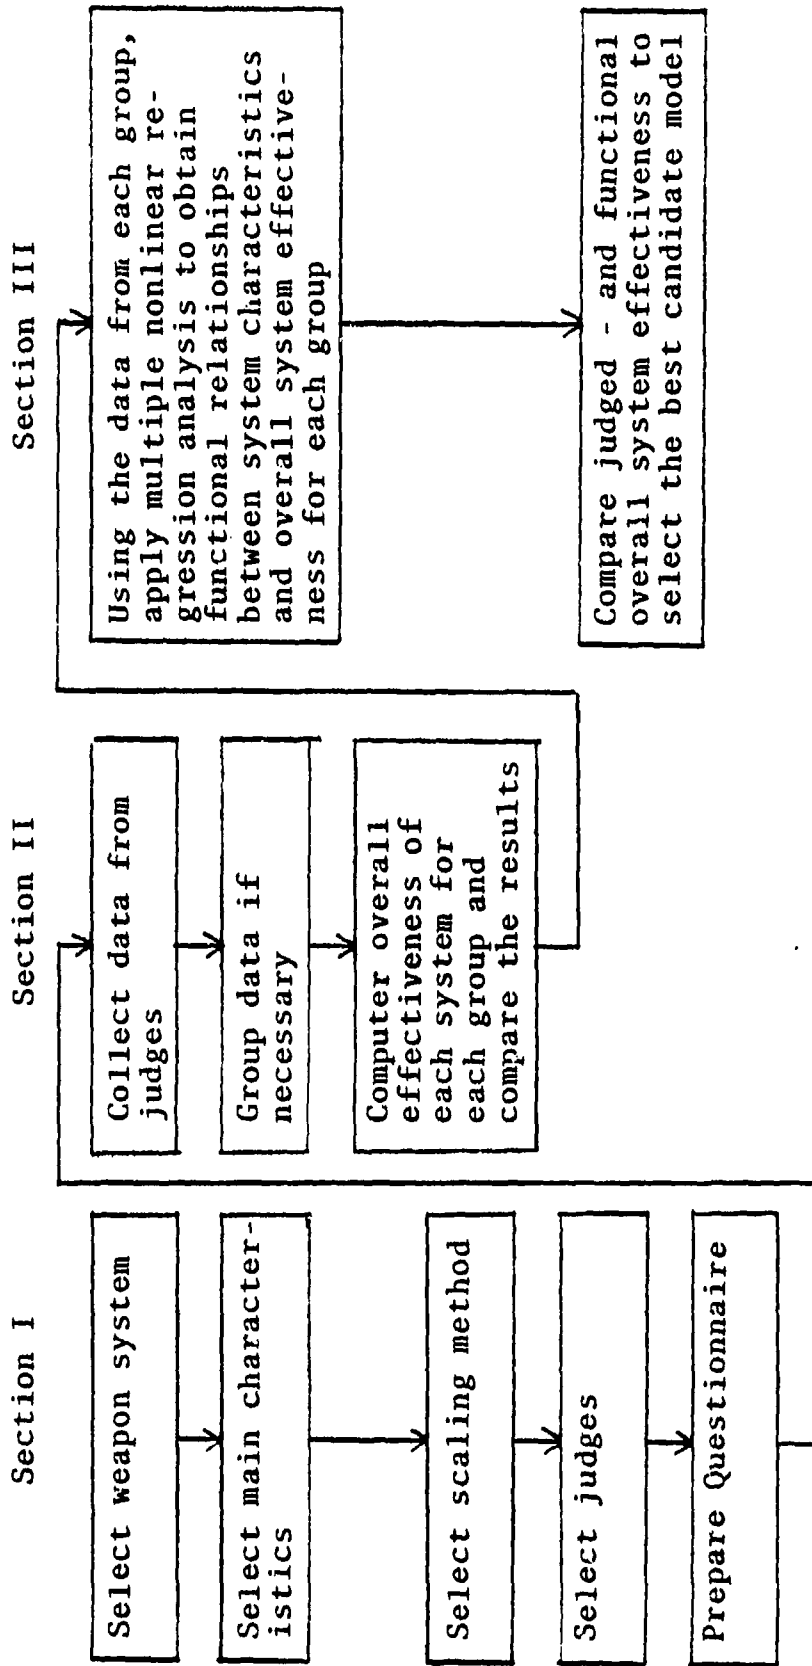 Section I
Select weapon system
Select main character-
istics
Select scaling method
Select judges
Prepare Questionnaire
Section II
Collect data from
judges
Group data if
necessary
Computer overall
effectiveness of
each system for
each group and
compare the results
Section III
Using the data from each group,
apply multiple nonlinear re-
gression analysis to obtain
functional relationships
between system characteristics
and overall system effective-
ness for each group
Compare judged - and functional
overall system effectiveness to
select the best candidate model